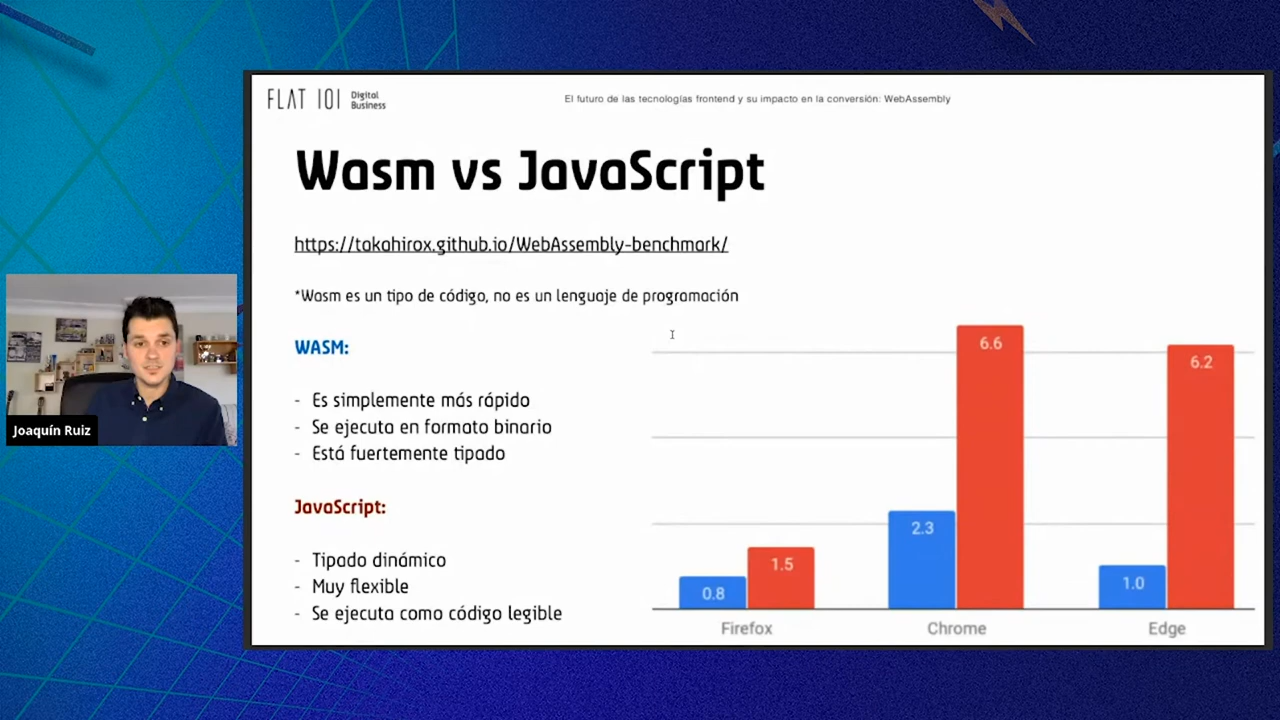 FLAT 101 Digital Business
El futuro de las tecnologías frontend y su impacto en la conversión: WebAssembly
Wasm vs JavaScript
https://takahirox.github.io/WebAssembly-benchmark/
*Wasm es un tipo de código, no es un lenguaje de programación
WASM:
- Es simplemente más rápido
- Se ejecuta en formato binario
- Está fuertemente tipado
JavaScript:
- Tipado dinámico
- Muy flexible
- Se ejecuta como código legible
0.8
1.5
2.3
6.6
1.0
6.2
Firefox
Chrome
Edge
Joaquín Ruiz